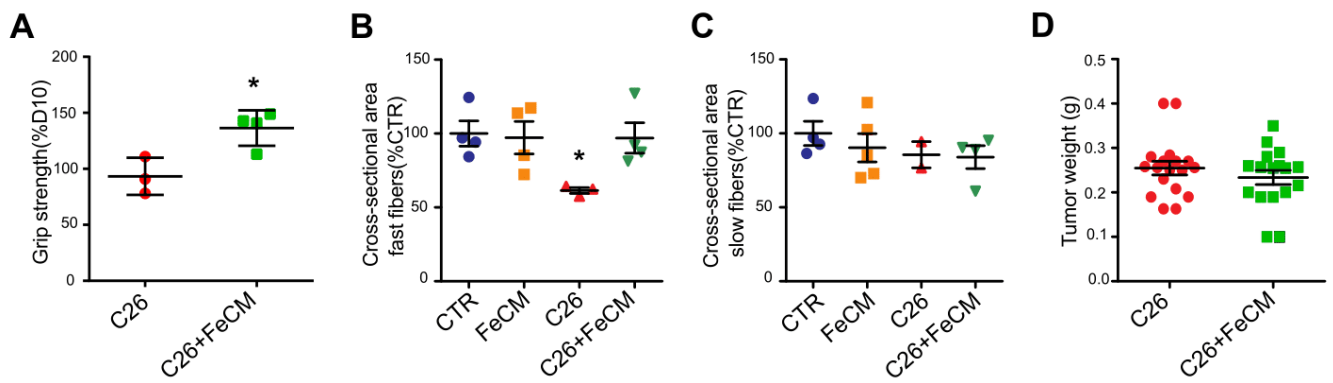 A
Grip strength(%D10)
200
150
100
50
0
*
C26
C26+FeCM
B
Cross-sectional area
fast fibers(%CTR)
150
100
50
0
*
CTR
FeCM
C26
C26+FeCM
C
Cross-sectional area
slow fibers(%CTR)
150
100
50
0
CTR
FeCM
C26
C26+FeCM
D
Tumor weight (g)
0.5
0.4
0.3
0.2
0.1
0.0
C26
C26+FeCM